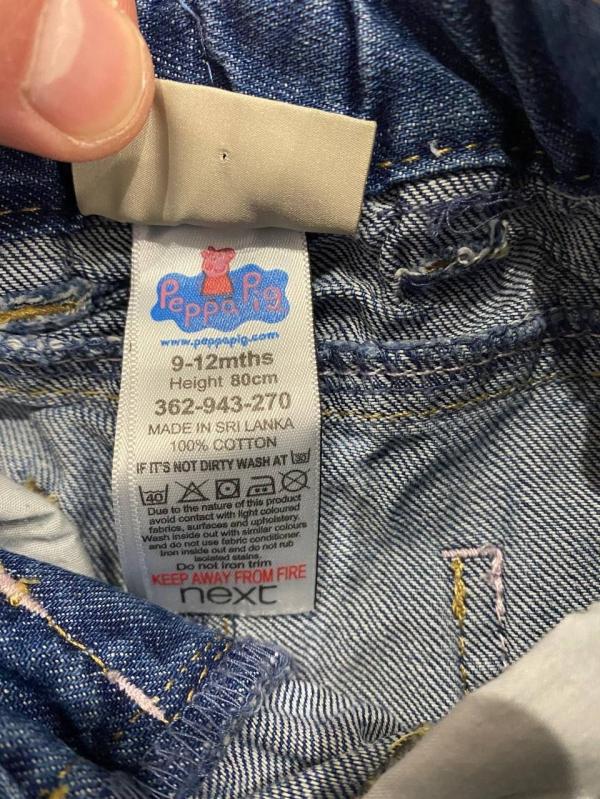 Peppa Pig
www.peppapig.com
9-12mths
Height 80cm
362-943-270
MADE IN SRI LANKA
100% COTTON
IF IT'S NOT DIRTY WASH AT 30
40
Due to the nature of this product
avoid contact with light coloured
fabrics, surfaces and upholstery.
Wash inside out with similar colours
and do not use fabric conditioner.
Iron inside out and do not rub
isolated stains.
Do not iron trim
KEEP AWAY FROM FIRE
next